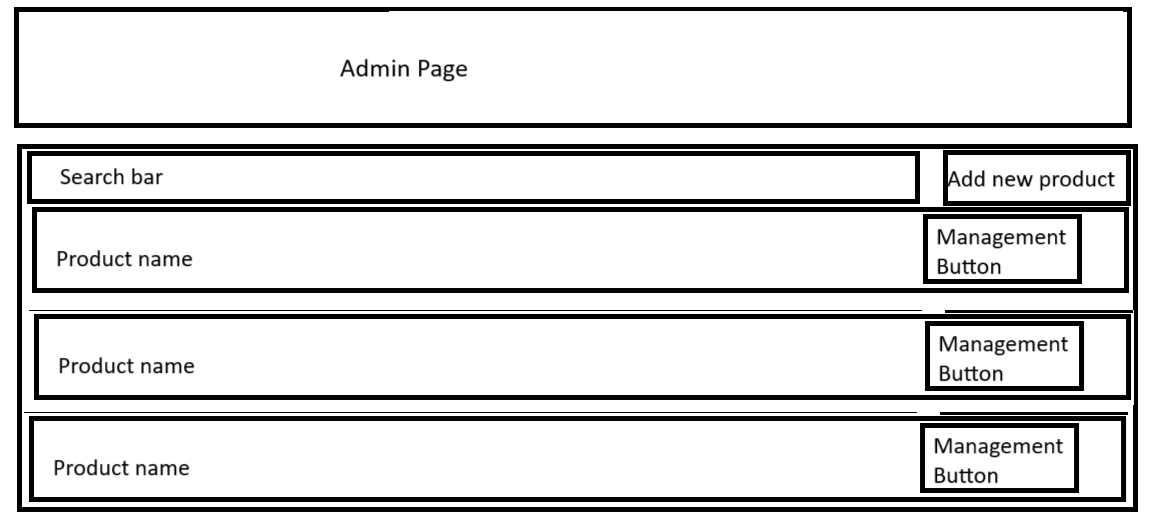 Admin Page
Search bar
Add new product
Product name
Management
Button
Product name
Management
Button
Product name
Management
Button